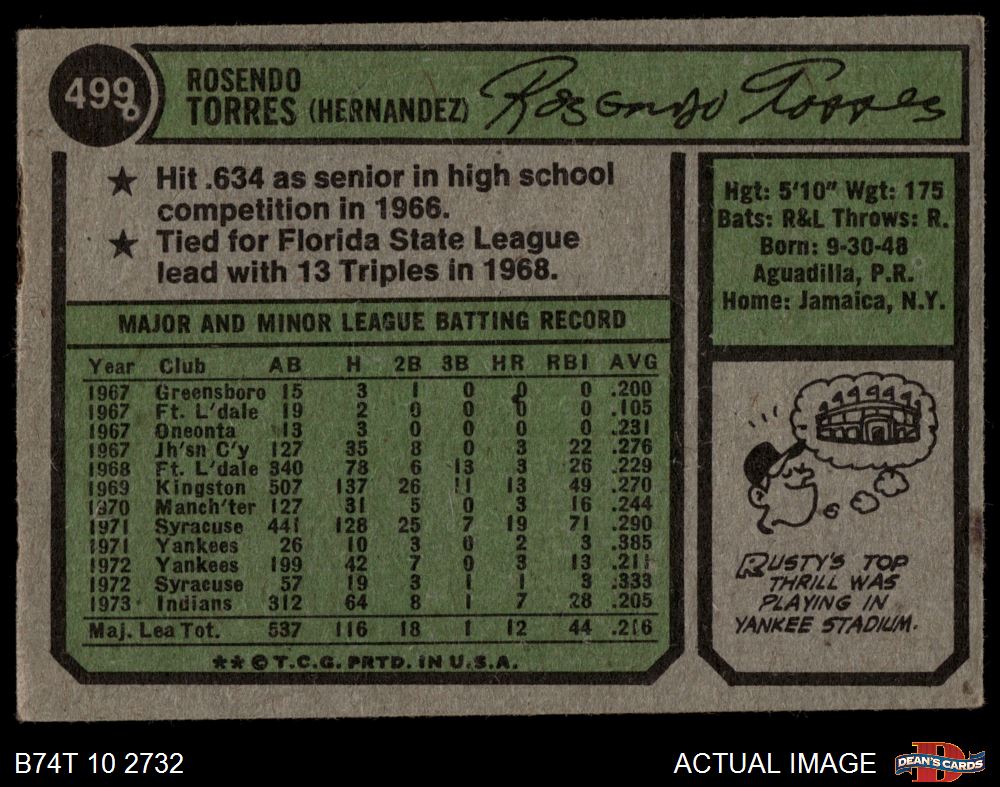 499
ROSENDO
TORRES (HERNANDEZ)
Rosendo Torres
★ Hit .634 as senior in high school
competition in 1966.
★ Tied for Florida State League
lead with 13 Triples in 1968.
Hgt: 5'10" Wgt: 175
Bats: R&L Throws: R.
Born: 9-30-48
Aguadilla, P.R.
Home: Jamaica, N.Y.
MAJOR AND MINOR LEAGUE BATTING RECORD
Year Club AB H 2B 3B HR RBI AVG
1967 Greensboro 15 3 1 0 0 0 .200
1967 Ft. L'dale 19 2 0 0 0 0 .105
1967 Oneonta 13 3 0 0 0 0 .231
1967 Jh'sn C'y 127 35 8 0 3 22 .276
1968 Ft. L'dale 340 78 6 13 3 26 .229
1969 Kingston 507 137 26 11 13 49 .270
1970 Manch'ter 127 31 5 0 3 16 .244
1971 Syracuse 441 128 25 7 19 71 .290
1971 Yankees 26 10 3 0 2 3 .385
1972 Yankees 199 42 7 0 3 13 .211
1972 Syracuse 57 19 3 1 1 3 .333
1973 Indians 312 64 8 1 7 28 .205
Maj. Lea Tot. 537 116 18 1 12 44 .216
★★ © T.C.G. PRTD. IN U.S.A.
RUSTY'S TOP
THRILL WAS
PLAYING IN
YANKEE STADIUM.
B74T 10 2732
ACTUAL IMAGE
DEAN'S CARDS